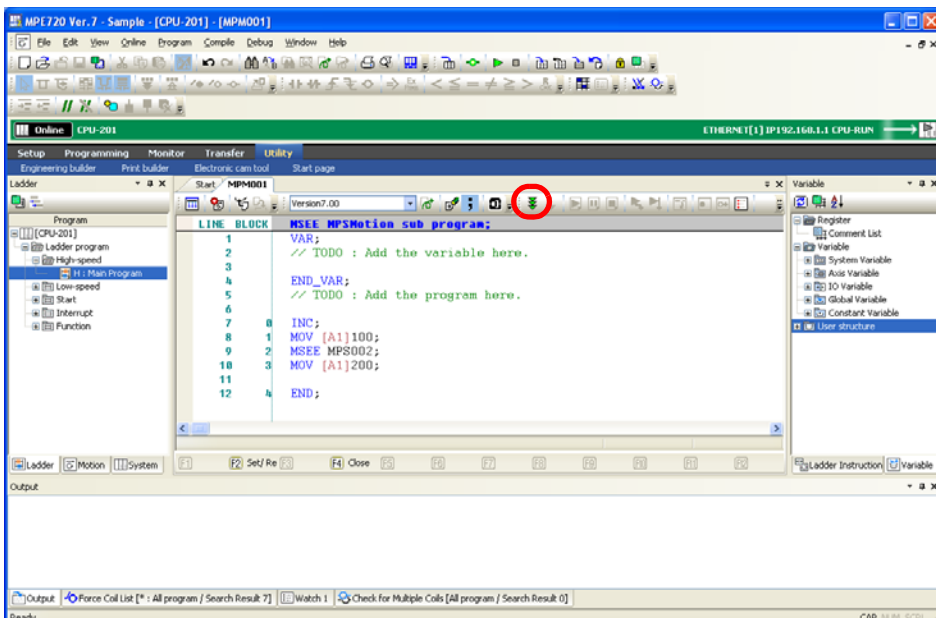 MPE720 Ver.7 - Sample - [CPU-201] - [MPM001]
File Edit View Online Program Compile Debug Window Help
Online CPU-201 ETHERNET[1] IP192.168.1.1 CPU-RUN
Setup Programming Monitor Transfer Utility
Engineering builder Print builder Electronic cam tool Start page
Ladder
Program
[CPU-201]
Ladder program
High-speed
H : Main Program
Low-speed
Start
Interrupt
Function
Ladder Motion System
Start MPM001
Version7.00
LINE BLOCK MSEE MPSMotion sub program;
1 VAR;
2 // TODO : Add the variable here.
3
4 END_VAR;
5 // TODO : Add the program here.
6
7 0 INC;
8 1 MOV [A1]100;
9 2 MSEE MPS002;
10 3 MOV [A1]200;
11
12 4 END;
F1 F2 Set/Re F3 F4 Close F5 F6 F7 F8 F9
Variable
Register
Comment List
Variable
System Variable
Axis Variable
IO Variable
Global Variable
Constant Variable
User structure
Ladder Instruction Variable
Output
Output Force Coil List [* : All program / Search Result 7] Watch 1 Check for Multiple Coils [All program / Search Result 0]
Ready CAP NUM SCRL